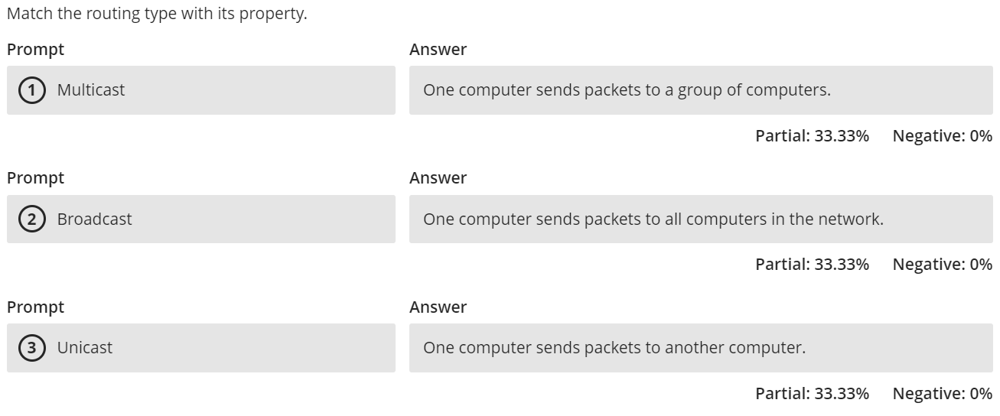 Match the routing type with its property.
Prompt Answer
1 Multicast One computer sends packets to a group of computers.
Partial: 33.33% Negative: 0%
Prompt Answer
2 Broadcast One computer sends packets to all computers in the network.
Partial: 33.33% Negative: 0%
Prompt Answer
3 Unicast One computer sends packets to another computer.
Partial: 33.33% Negative: 0%